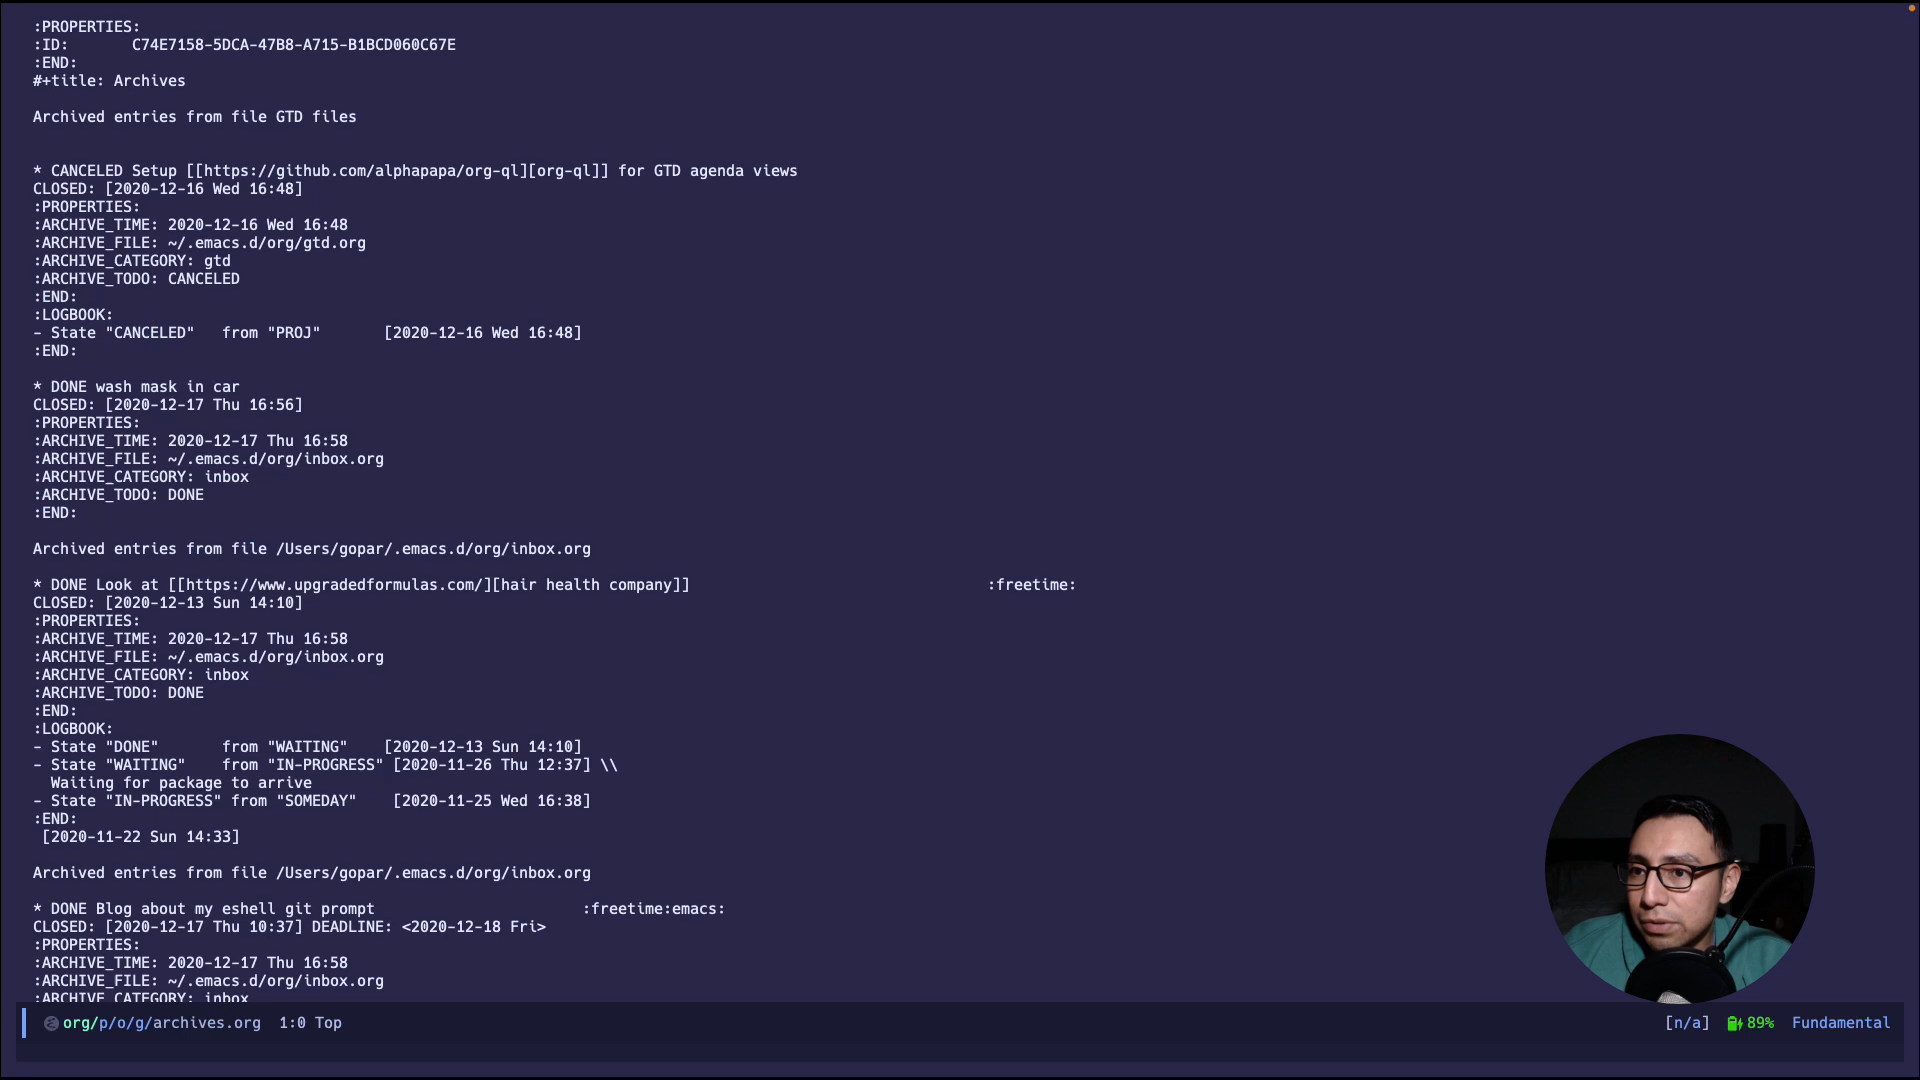 :PROPERTIES:
:ID:       C74E7158-5DCA-47B8-A715-B1BCD060C67E
:END:
#+title: Archives
Archived entries from file GTD files
* CANCELED Setup [[https://github.com/alphapapa/org-ql][org-ql]] for GTD agenda views
CLOSED: [2020-12-16 Wed 16:48]
:PROPERTIES:
:ARCHIVE_TIME: 2020-12-16 Wed 16:48
:ARCHIVE_FILE: ~/.emacs.d/org/gtd.org
:ARCHIVE_CATEGORY: gtd
:ARCHIVE_TODO: CANCELED
:END:
:LOGBOOK:
- State "CANCELED"   from "PROJ"       [2020-12-16 Wed 16:48]
:END:
* DONE wash mask in car
CLOSED: [2020-12-17 Thu 16:56]
:PROPERTIES:
:ARCHIVE_TIME: 2020-12-17 Thu 16:58
:ARCHIVE_FILE: ~/.emacs.d/org/inbox.org
:ARCHIVE_CATEGORY: inbox
:ARCHIVE_TODO: DONE
:END:
Archived entries from file /Users/gopar/.emacs.d/org/inbox.org
* DONE Look at [[https://www.upgradedformulas.com/][hair health company]]                                 :freetime:
CLOSED: [2020-12-13 Sun 14:10]
:PROPERTIES:
:ARCHIVE_TIME: 2020-12-17 Thu 16:58
:ARCHIVE_FILE: ~/.emacs.d/org/inbox.org
:ARCHIVE_CATEGORY: inbox
:ARCHIVE_TODO: DONE
:END:
:LOGBOOK:
- State "DONE"       from "WAITING"    [2020-12-13 Sun 14:10]
- State "WAITING"    from "IN-PROGRESS" [2020-11-26 Thu 12:37] \\
  Waiting for package to arrive
- State "IN-PROGRESS" from "SOMEDAY"    [2020-11-25 Wed 16:38]
:END:
 [2020-11-22 Sun 14:33]
Archived entries from file /Users/gopar/.emacs.d/org/inbox.org
* DONE Blog about my eshell git prompt                       :freetime:emacs:
CLOSED: [2020-12-17 Thu 10:37] DEADLINE: <2020-12-18 Fri>
:PROPERTIES:
:ARCHIVE_TIME: 2020-12-17 Thu 16:58
:ARCHIVE_FILE: ~/.emacs.d/org/inbox.org
:ARCHIVE_CATEGORY: inbox
org/p/o/g/archives.org  1:0 Top  [n/a]  89%  Fundamental